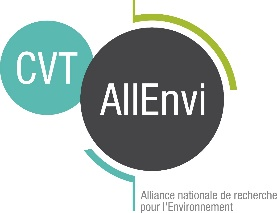 CVT
AllEnvi
Alliance nationale de recherche
pour l'Environnement